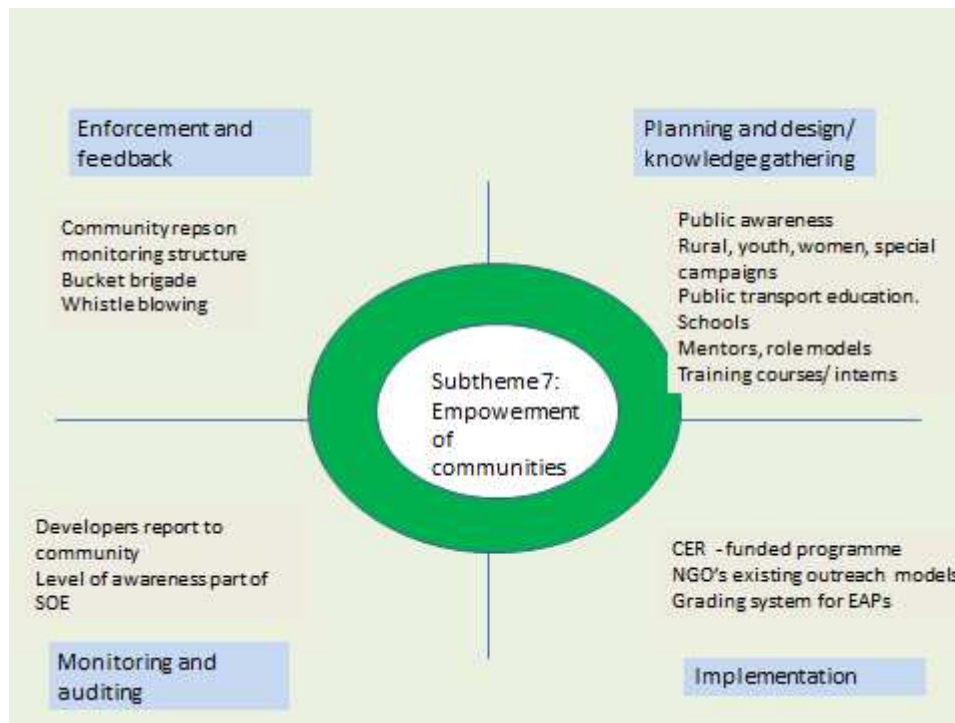 Enforcement and
feedback
Community reps on
monitoring structure
Bucket brigade
Whistle blowing
Planning and design/
knowledge gathering
Public awareness
Rural, youth, women, special
campaigns
Public transport education.
Schools
Mentors, role models
Training courses/ interns
Subtheme 7:
Empowerment
of
communities
Developers report to
community
Level of awareness part of
SOE
Monitoring and
auditing
CER - funded programme
NGO's existing outreach models
Grading system for EAPs
Implementation